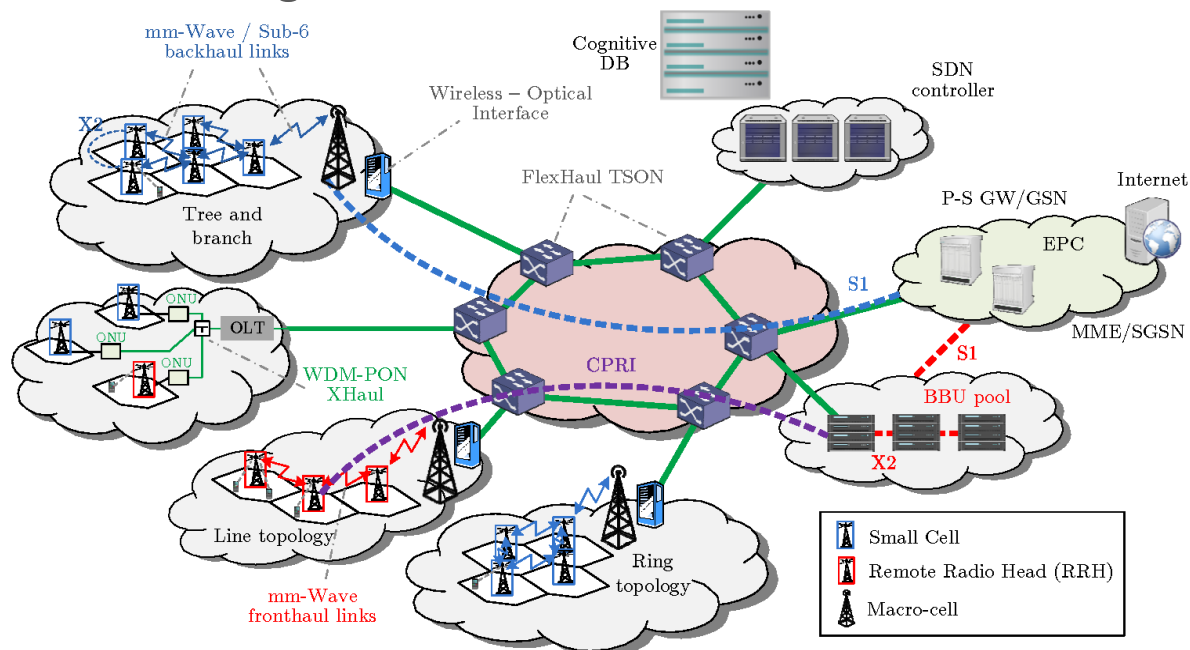 mm-Wave / Sub-6
backhaul links
Cognitive
DB
SDN
controller
Wireless – Optical
Interface
X2
FlexHaul TSON
Internet
P-S GW/GSN
Tree and
branch
EPC
S1
ONU
ONU
OLT
ONU
MME/SGSN
WDM-PON
XHaul
CPRI
S1
BBU pool
X2
Line topology
Ring
topology
mm-Wave
fronthaul links
Small Cell
Remote Radio Head (RRH)
Macro-cell